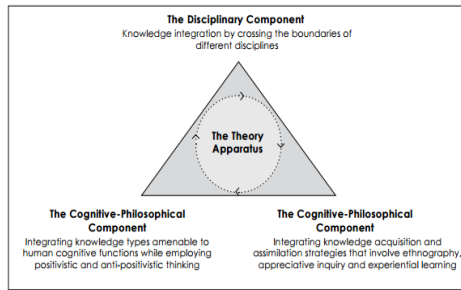 The Disciplinary Component
Knowledge integration by crossing the boundaries of
different disciplines
The Theory
Apparatus
The Cognitive-Philosophical
Component
Integrating knowledge types amenable to
human cognitive functions while employing
positivistic and anti-positivistic thinking
The Cognitive-Philosophical
Component
Integrating knowledge acquisition and
assimilation strategies that involve ethnography,
appreciative inquiry and experiential learning